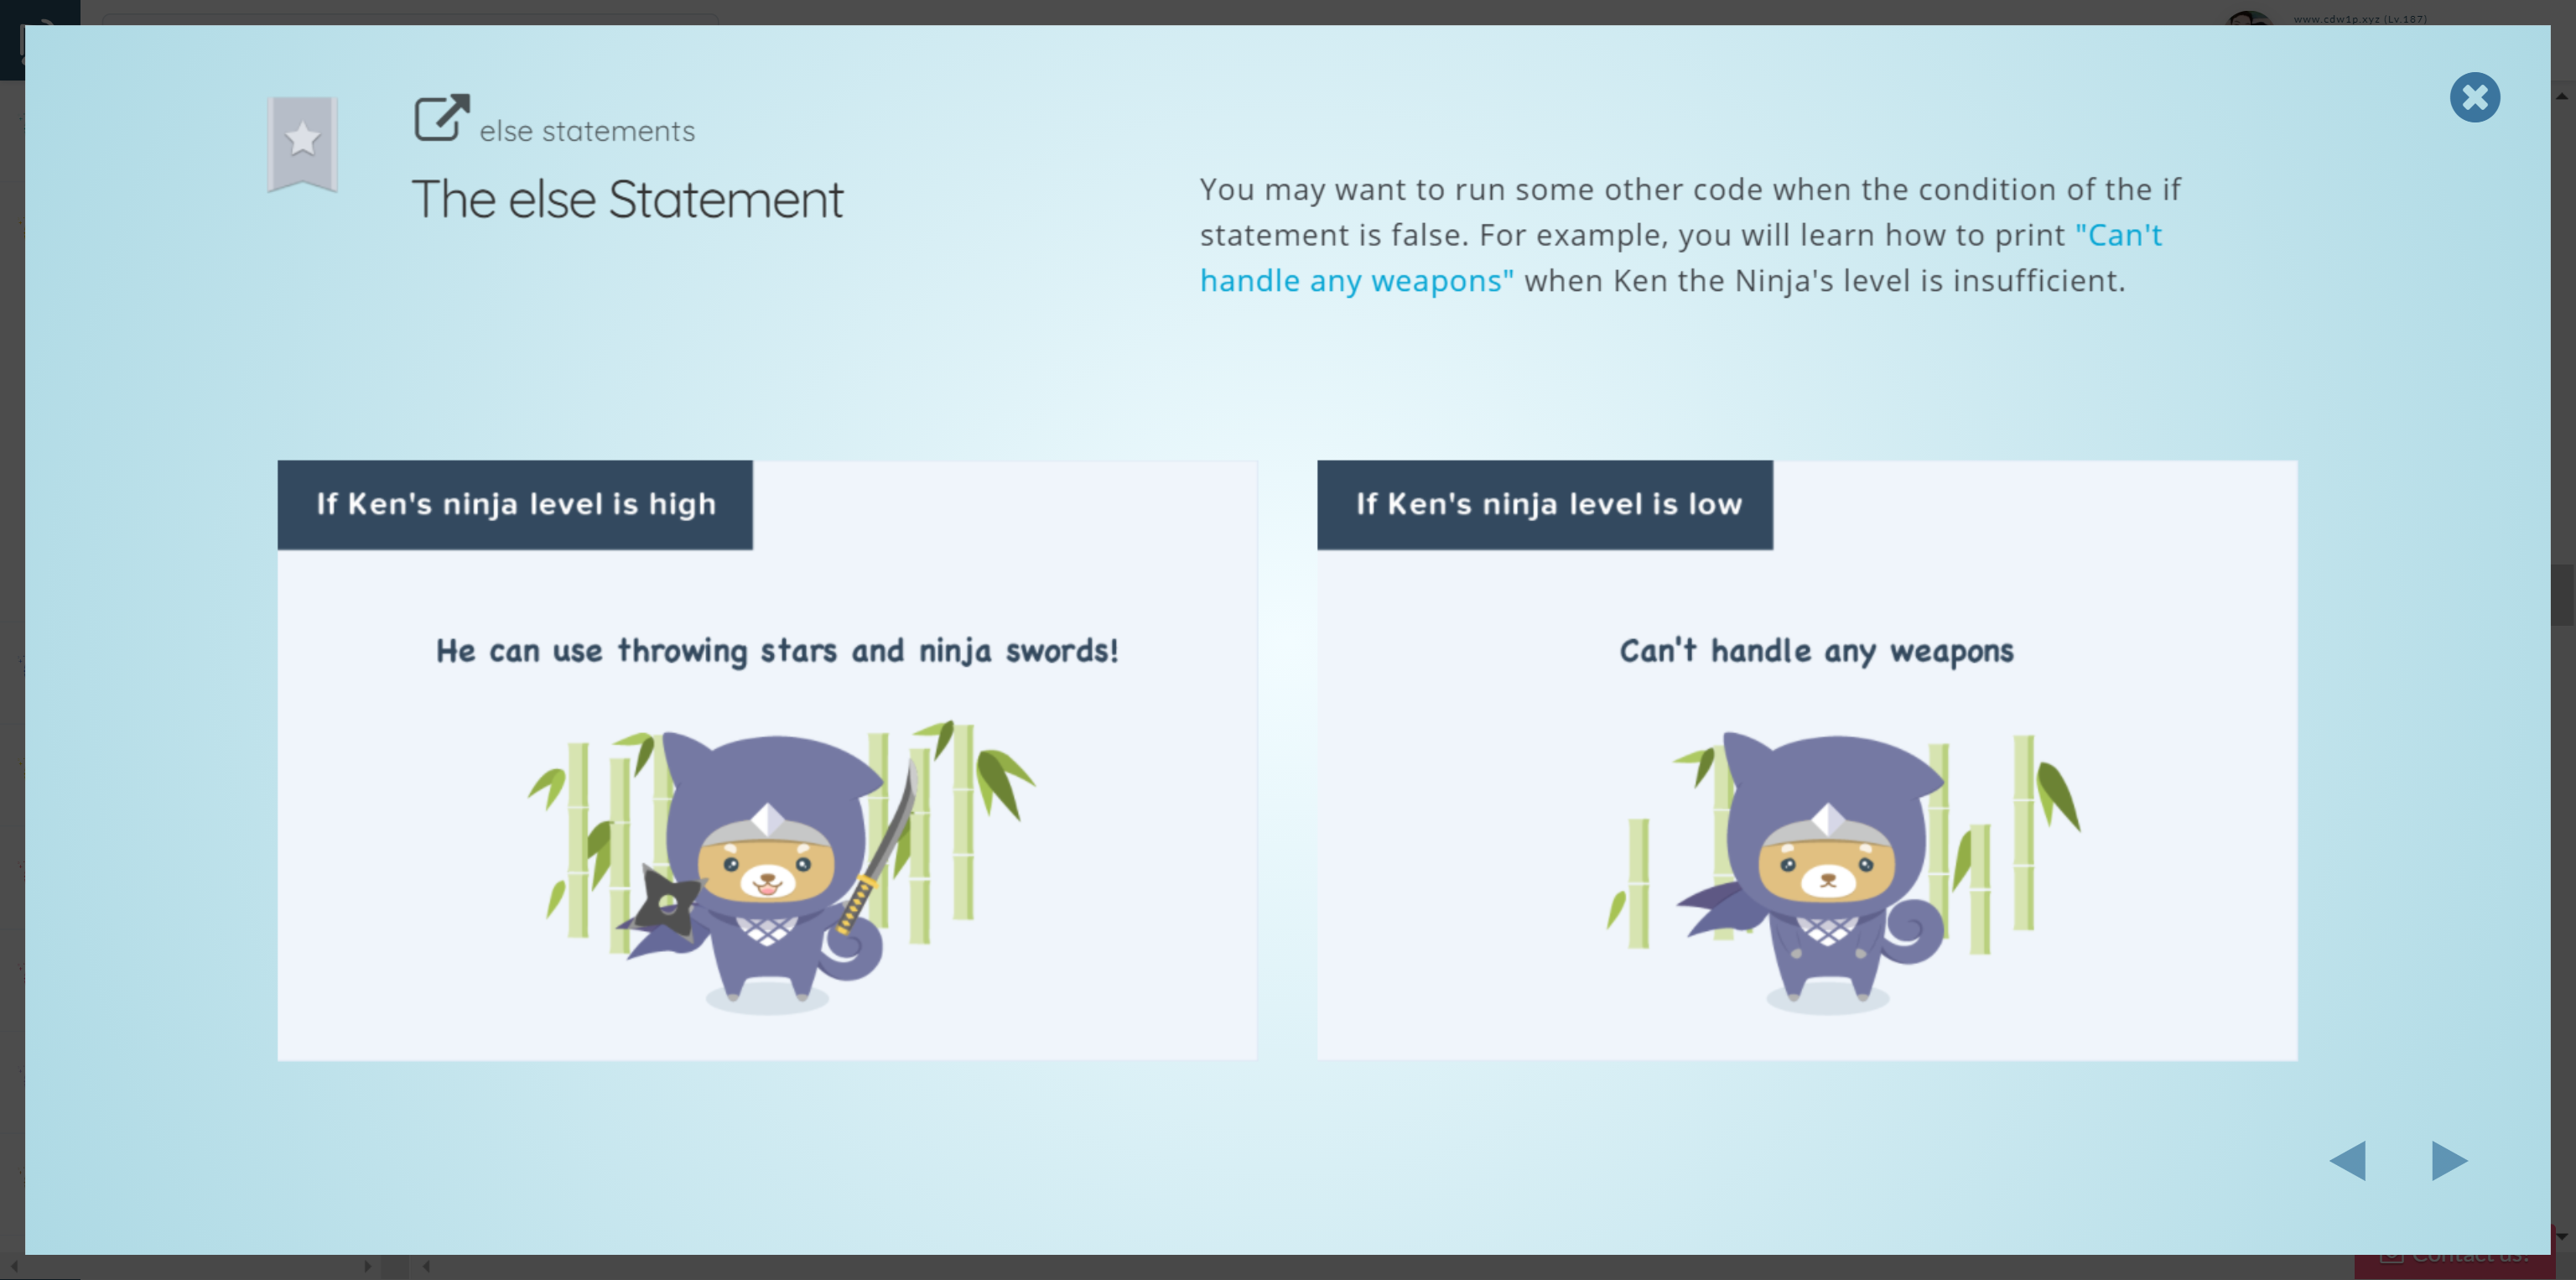 www.cdw1p.xyz (Lv.187)
else statements
The else Statement
You may want to run some other code when the condition of the if
statement is false. For example, you will learn how to print "Can't
handle any weapons" when Ken the Ninja's level is insufficient.
If Ken's ninja level is high
He can use throwing stars and ninja swords!
If Ken's ninja level is low
Can't handle any weapons
Contact us!